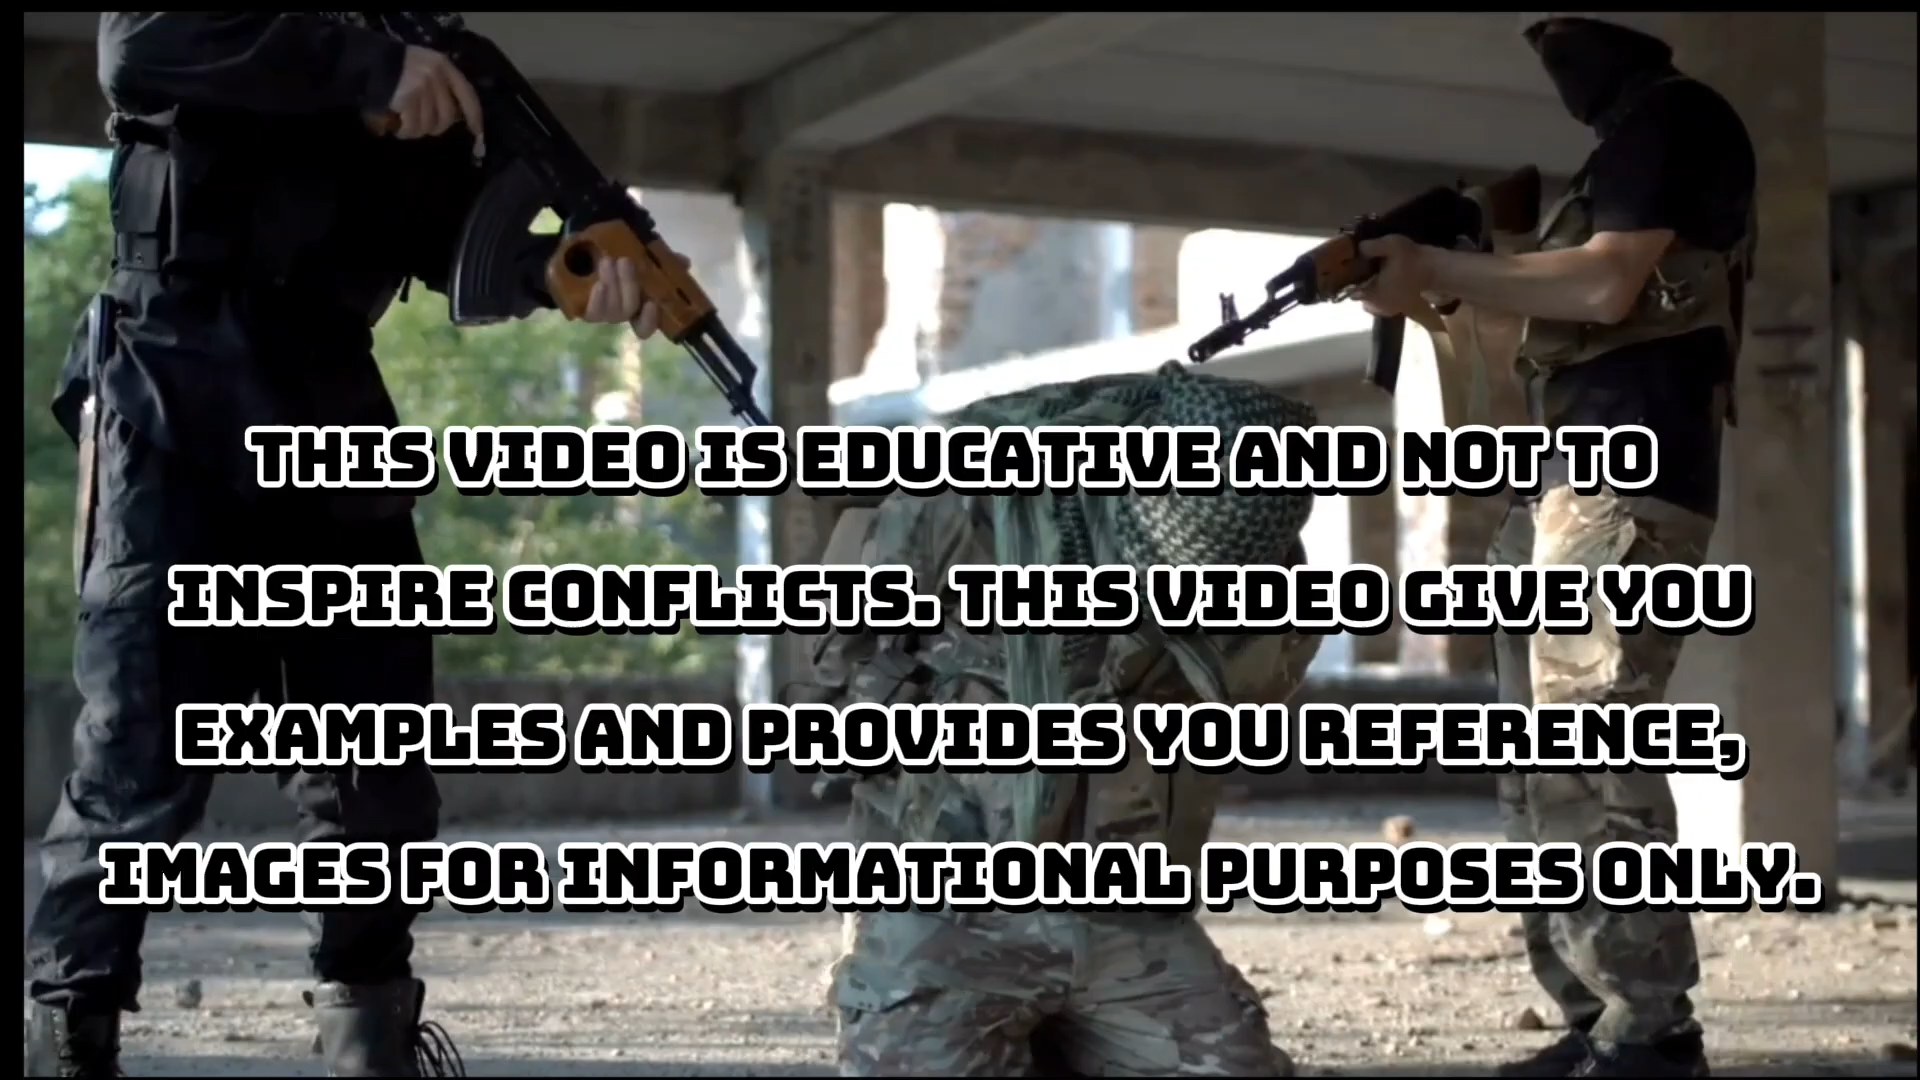 THIS VIDEO IS EDUCATIVE AND NOT TO
INSPIRE CONFLICTS. THIS VIDEO GIVE YOU
EXAMPLES AND PROVIDES YOU REFERENCE,
IMAGES FOR INFORMATIONAL PURPOSES ONLY.